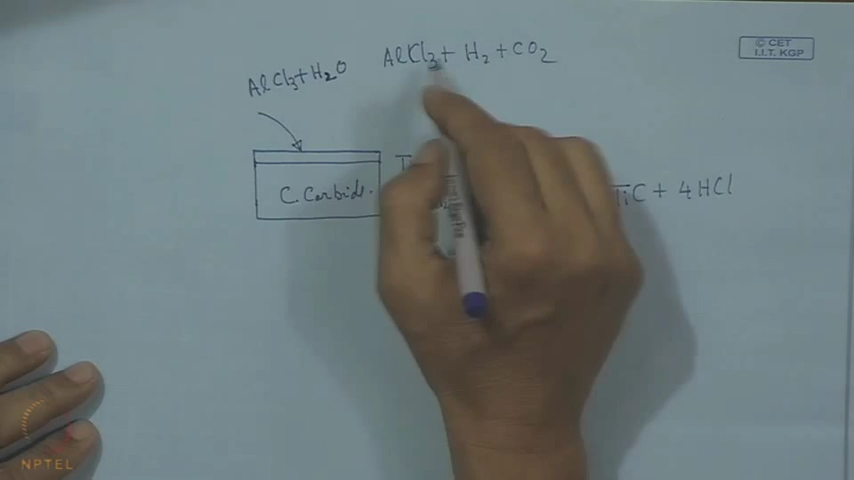 AlCl3 + H2 + CO2
© CET
I.I.T. KGP
AlCl3 + H2O
C. Carbide.
TiC + 4HCl
NPTEL